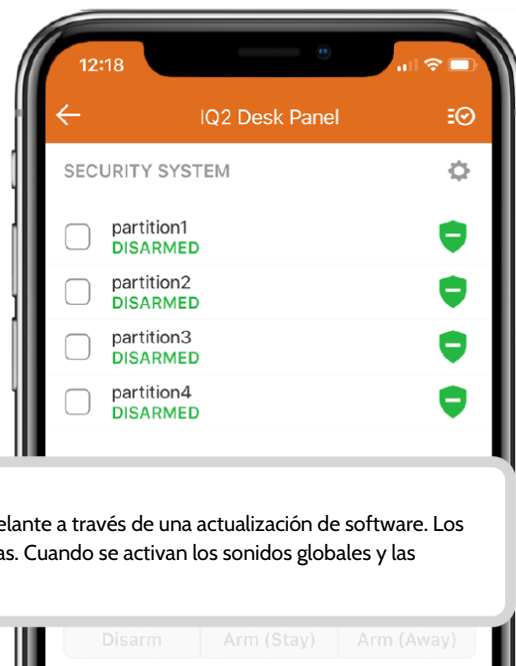 12:18
IQ2 Desk Panel
SECURITY SYSTEM
partition1
DISARMED
partition2
DISARMED
partition3
DISARMED
partition4
DISARMED
elante a través de una actualización de software. Los
as. Cuando se activan los sonidos globales y las
Disarm
Arm (Stay)
Arm (Away)